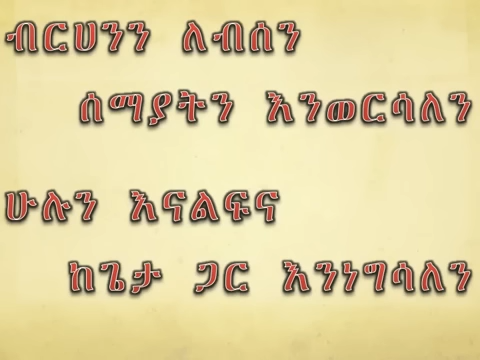 ብርሀንን ለብሰን
ሰማያትን እንወርሳለን
ሁሉን እናልፍና
ከጌታ ጋር እንነግሳለን